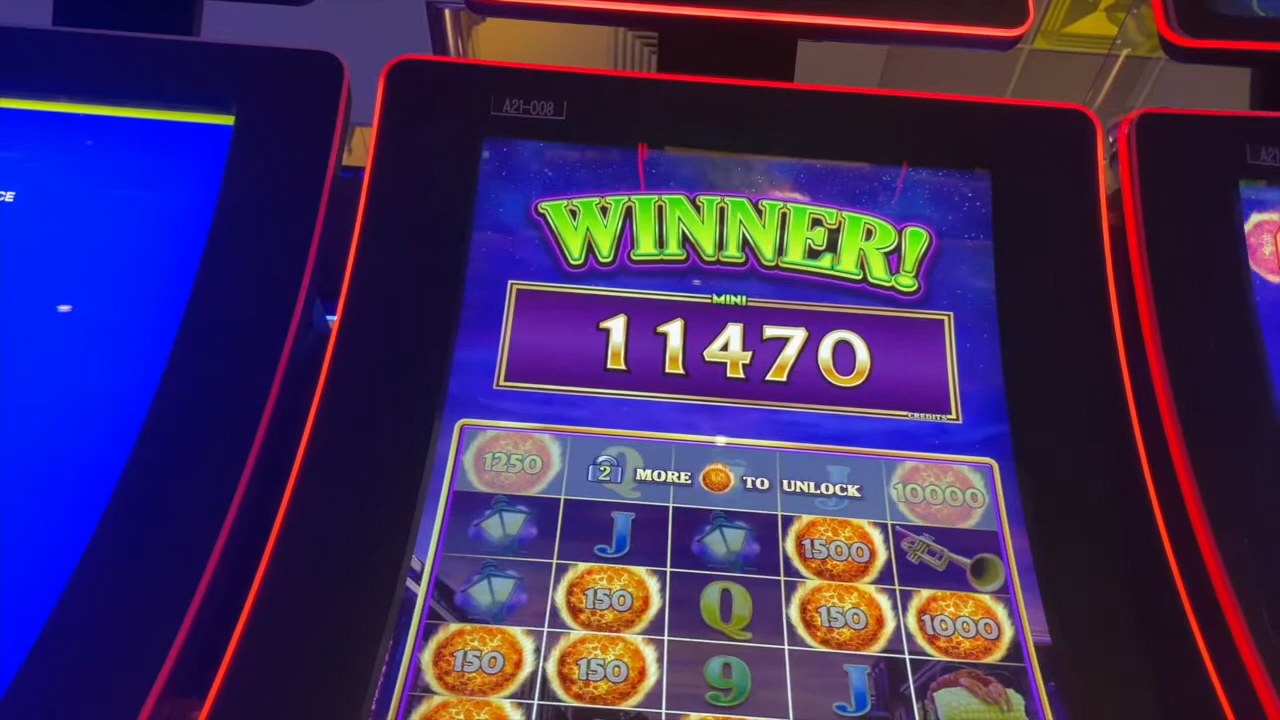 A21-008
CE
WINNER!
MINI
11470
CREDITS
1250 2 MORE TO UNLOCK 10000
J 1500
150 Q 150 1000
150 150 9 J